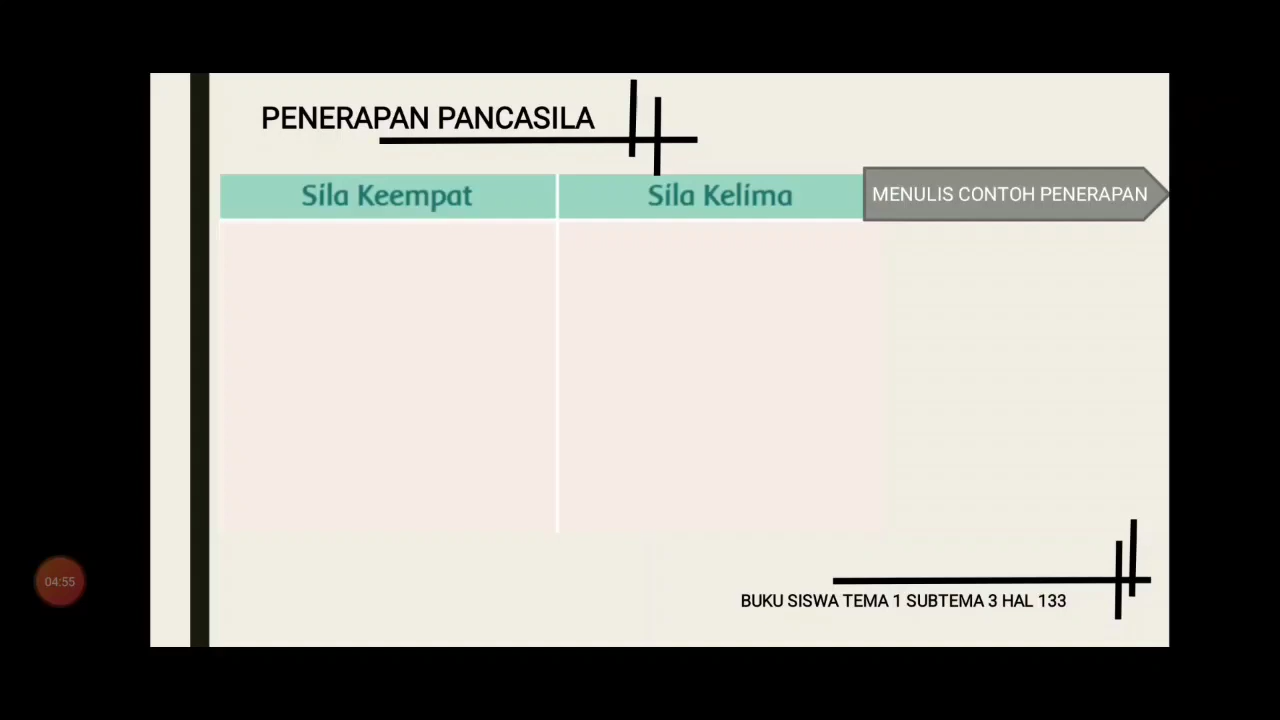 PENERAPAN PANCASILA
Sila Keempat
Sila Kelima
MENULIS CONTOH PENERAPAN
04:55
BUKU SISWA TEMA 1 SUBTEMA 3 HAL 133